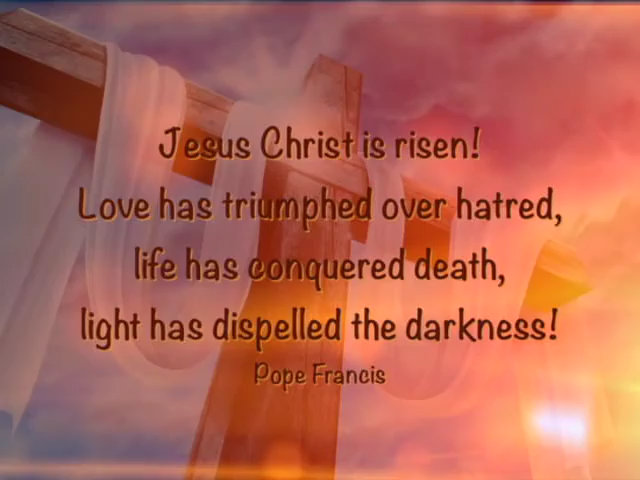 Jesus Christ is risen!
Love has triumphed over hatred,
life has conquered death,
light has dispelled the darkness!
Pope Francis